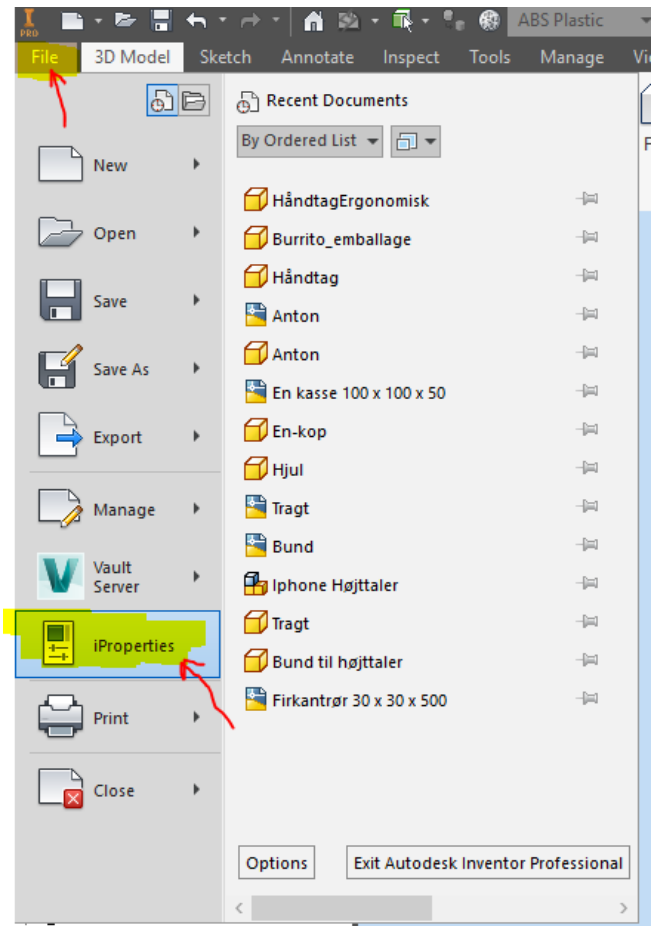 PRO
ABS Plastic
File 3D Model Sketch Annotate Inspect Tools Manage
Recent Documents
By Ordered List
New
Open
Save
Save As
Export
Manage
Vault
Server
iProperties
Print
Close
HåndtagErgonomisk
Burrito_emballage
Håndtag
Anton
Anton
En kasse 100 x 100 x 50
En-kop
Hjul
Tragt
Bund
Iphone Højttaler
Tragt
Bund til højttaler
Firkantrør 30 x 30 x 500
Options Exit Autodesk Inventor Professional